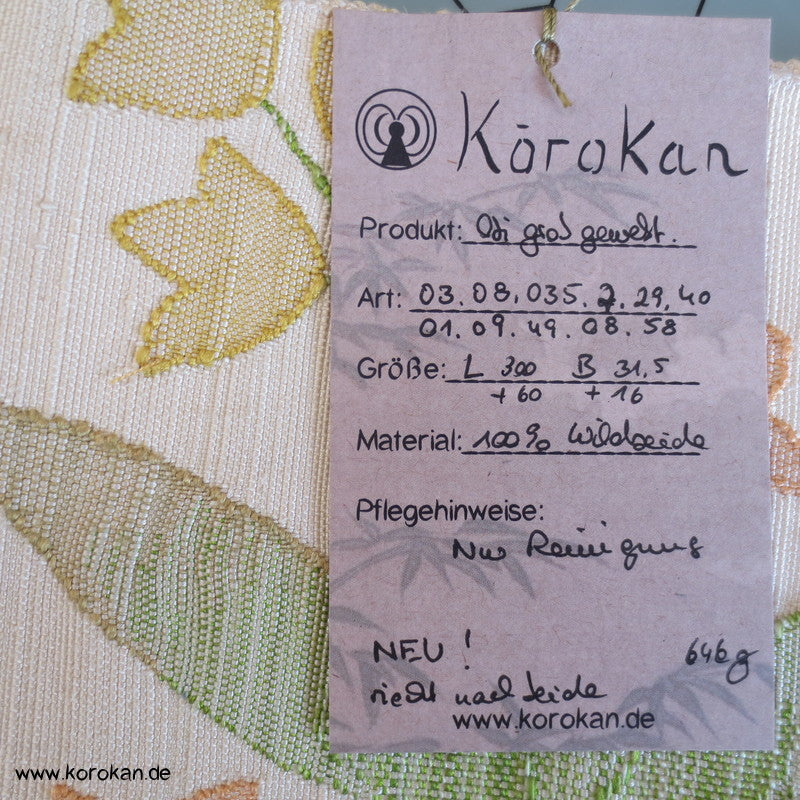 Kōrokan
Produkt: Obi groß gewebt.
Art: 03.08.035.2.29,40
01.09.49.08.58
Größe: L 300 B 31,5
+ 60 + 16
Material: 100% Wildseide
Pflegehinweise:
Nur Reinigung
NEU! 646g
riecht nach Seide
www.korokan.de
www.korokan.de